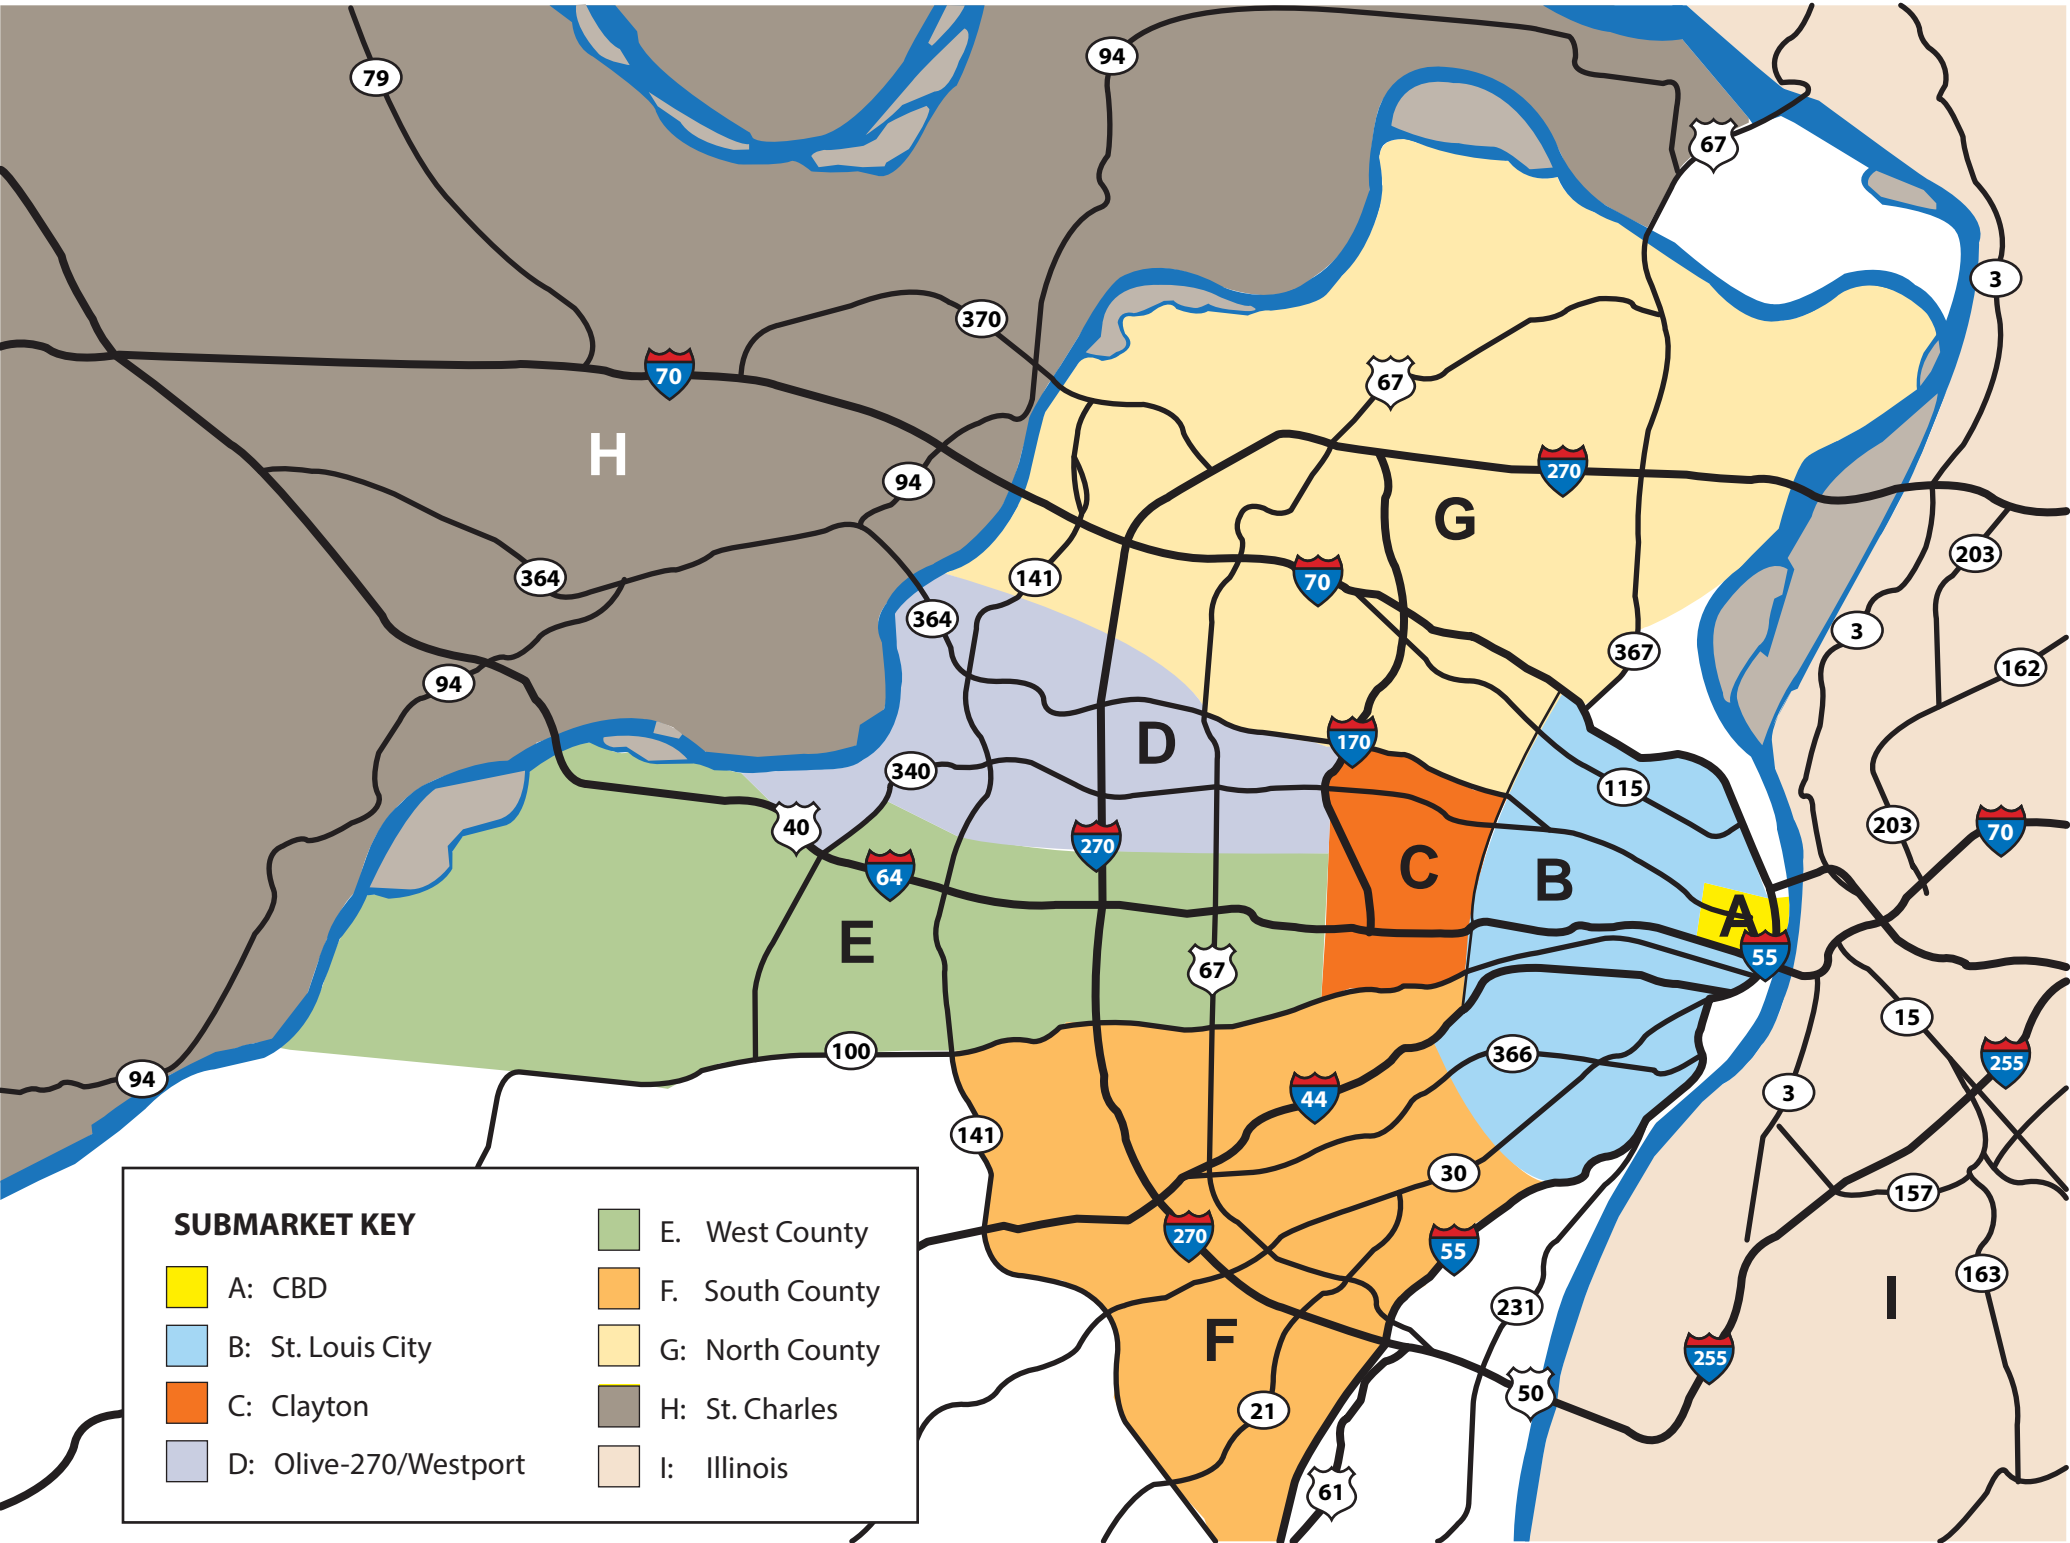 79
94
67
3
370
70
67
H
94
270
G
203
364
141
70
364
3
367
162
94
170
D
340
115
40
203
70
270
64
C
B
A
E
55
67
15
100
366
255
94
44
3
141
30
157
270
55
163
I
231
F
255
50
21
61
SUBMARKET KEY
A: CBD
B: St. Louis City
C: Clayton
D: Olive-270/Westport
E. West County
F. South County
G: North County
H: St. Charles
I: Illinois